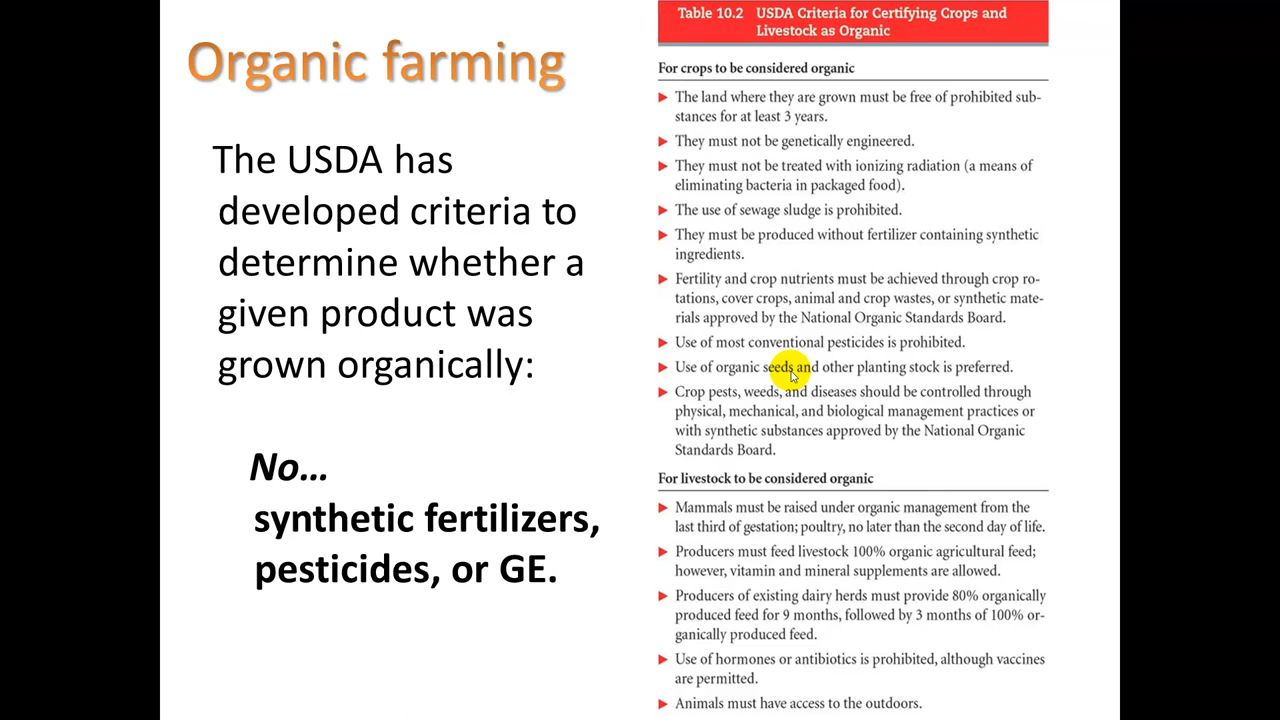 Organic farming
The USDA has
developed criteria to
determine whether a
given product was
grown organically:
No...
synthetic fertilizers,
pesticides, or GE.
Table 10.2 USDA Criteria for Certifying Crops and
Livestock as Organic
For crops to be considered organic
▶ The land where they are grown must be free of prohibited sub-
stances for at least 3 years.
▶ They must not be genetically engineered.
▶ They must not be treated with ionizing radiation (a means of
eliminating bacteria in packaged food).
▶ The use of sewage sludge is prohibited.
▶ They must be produced without fertilizer containing synthetic
ingredients.
▶ Fertility and crop nutrients must be achieved through crop ro-
tations, cover crops, animal and crop wastes, or synthetic mate-
rials approved by the National Organic Standards Board.
▶ Use of most conventional pesticides is prohibited.
▶ Use of organic seeds and other planting stock is preferred.
▶ Crop pests, weeds, and diseases should be controlled through
physical, mechanical, and biological management practices or
with synthetic substances approved by the National Organic
Standards Board.
For livestock to be considered organic
▶ Mammals must be raised under organic management from the
last third of gestation; poultry, no later than the second day of life.
▶ Producers must feed livestock 100% organic agricultural feed;
however, vitamin and mineral supplements are allowed.
▶ Producers of existing dairy herds must provide 80% organically
produced feed for 9 months, followed by 3 months of 100% or-
ganically produced feed.
▶ Use of hormones or antibiotics is prohibited, although vaccines
are permitted.
▶ Animals must have access to the outdoors.